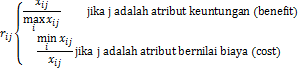 x_ij
max_i x_ij jika j adalah atribut keuntungan (benefit)
r_ij {
min_i x_ij
x_ij jika j adalah atribut bernilai biaya (cost)